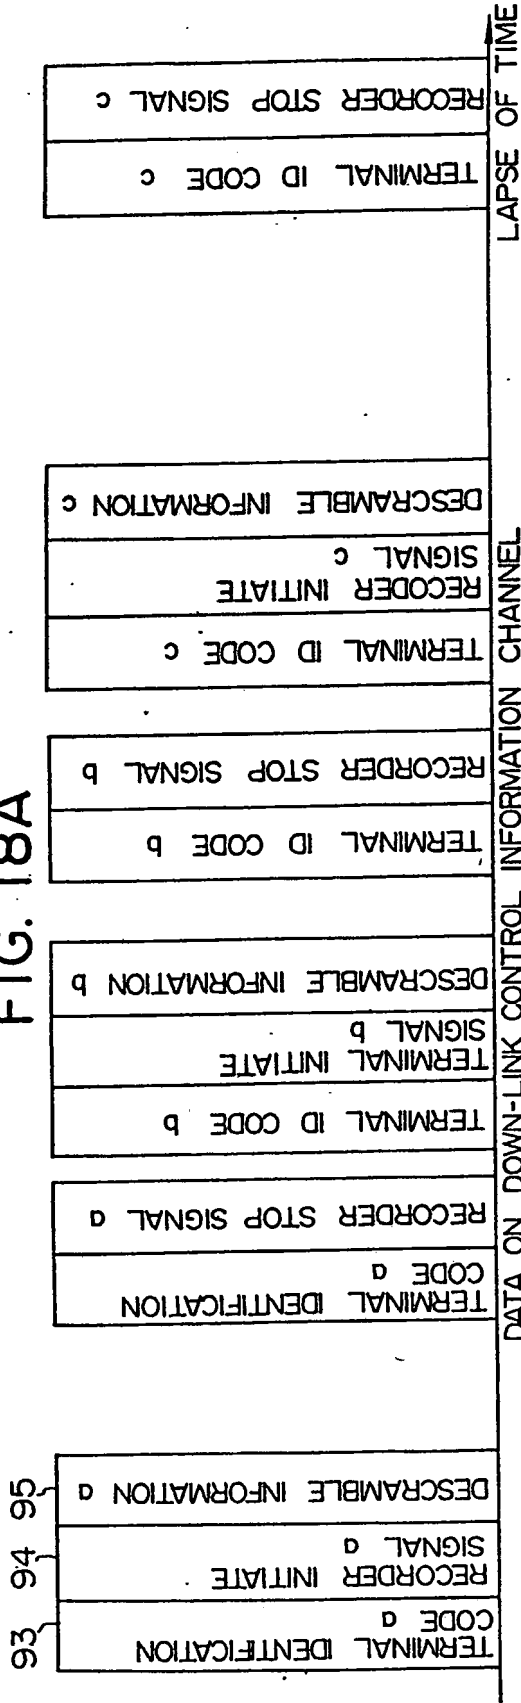 FIG. 18A
93
94
95
TERMINAL IDENTIFICATION
CODE a
RECORDER INITIATE
SIGNAL a
DESCRAMBLE INFORMATION a
TERMINAL IDENTIFICATION
CODE a
RECORDER STOP SIGNAL a
TERMINAL ID CODE b
TERMINAL INITIATE
SIGNAL b
DESCRAMBLE INFORMATION b
TERMINAL ID CODE b
RECORDER STOP SIGNAL b
TERMINAL ID CODE c
RECODER INITIATE
SIGNAL c
DESCRAMBLE INFORMATION c
TERMINAL ID CODE c
RECORDER STOP SIGNAL c
DATA ON DOWN-LINK CONTROL INFORMATION CHANNEL
LAPSE OF TIME